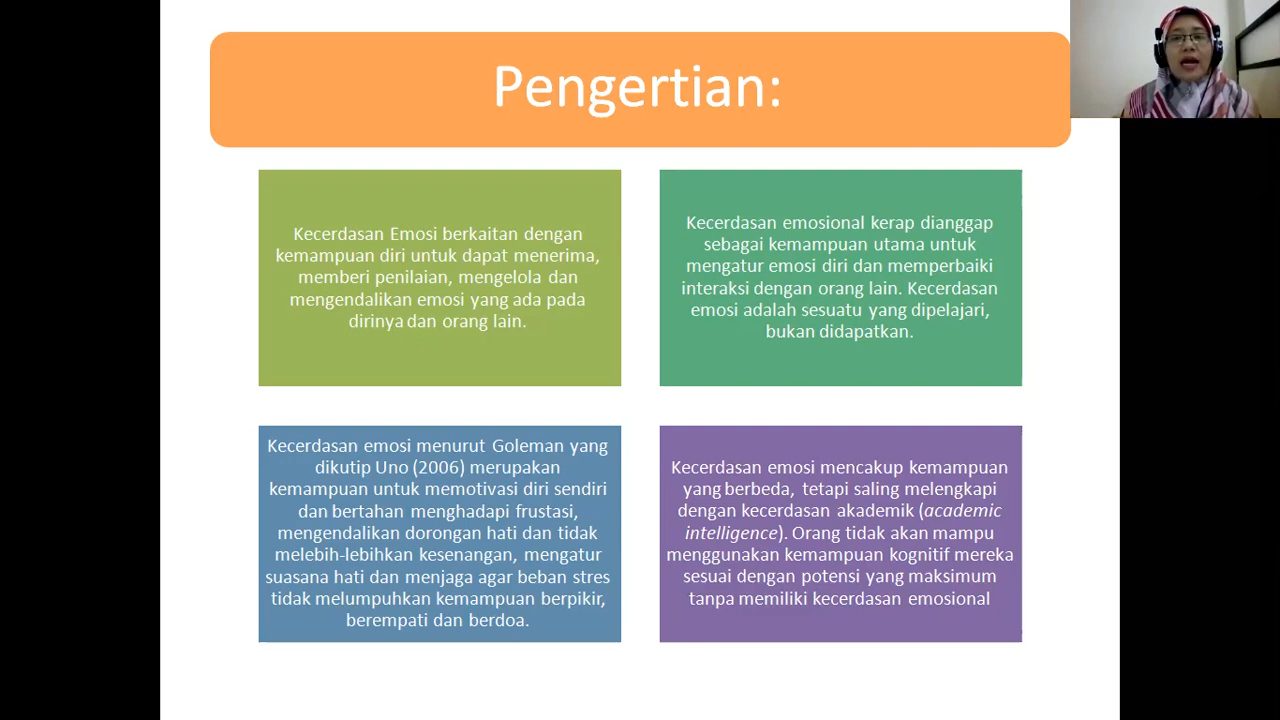 Pengertian:
Kecerdasan Emosi berkaitan dengan
kemampuan diri untuk dapat menerima,
memberi penilaian, mengelola dan
mengendalikan emosi yang ada pada
dirinya dan orang lain.
Kecerdasan emosional kerap dianggap
sebagai kemampuan utama untuk
mengatur emosi diri dan memperbaiki
interaksi dengan orang lain. Kecerdasan
emosi adalah sesuatu yang dipelajari,
bukan didapatkan.
Kecerdasan emosi menurut Goleman yang
dikutip Uno (2006) merupakan
kemampuan untuk memotivasi diri sendiri
dan bertahan menghadapi frustasi,
mengendalikan dorongan hati dan tidak
melebih-lebihkan kesenangan, mengatur
suasana hati dan menjaga agar beban stres
tidak melumpuhkan kemampuan berpikir,
berempati dan berdoa.
Kecerdasan emosi mencakup kemampuan
yang berbeda, tetapi saling melengkapi
dengan kecerdasan akademik (academic
intelligence). Orang tidak akan mampu
menggunakan kemampuan kognitif mereka
sesuai dengan potensi yang maksimum
tanpa memiliki kecerdasan emosional